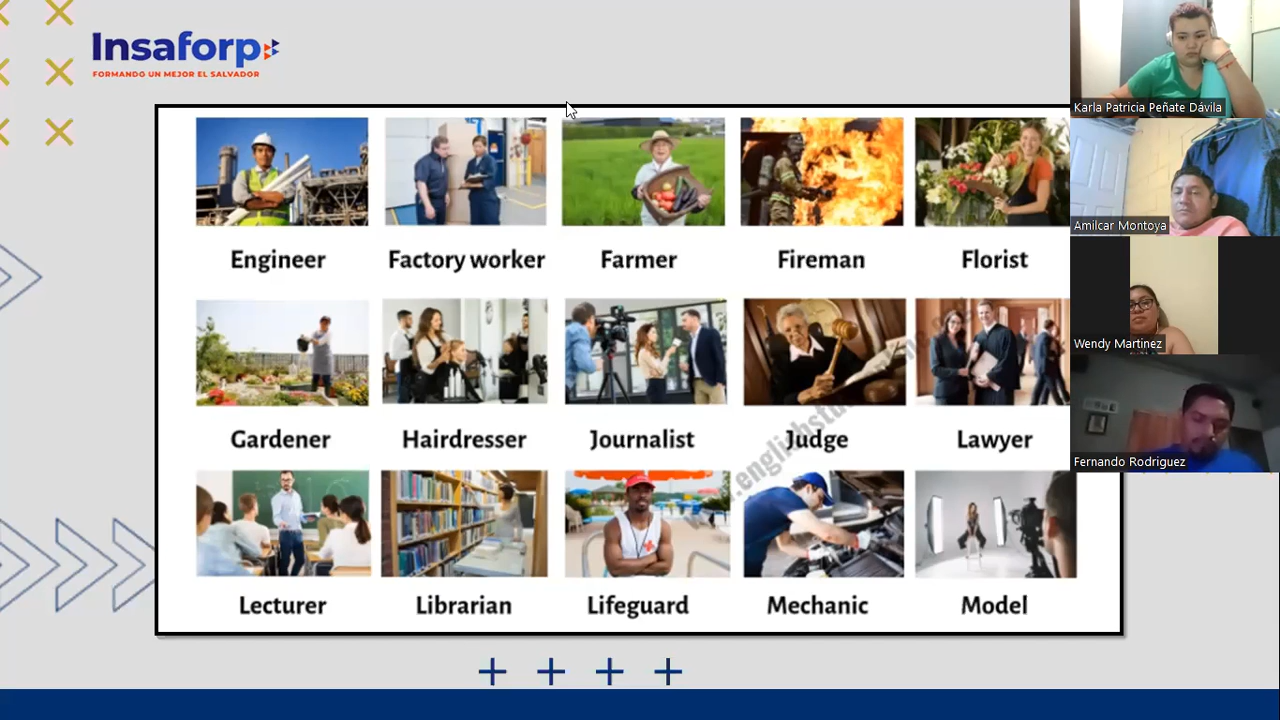 Insaforp
FORMANDO UN MEJOR EL SALVADOR
Engineer
Factory worker
Farmer
Fireman
Florist
Gardener
Hairdresser
Journalist
Judge
Lawyer
Lecturer
Librarian
Lifeguard
Mechanic
Model
Karla Patricia Peñate Dávila
Amilcar Montoya
Wendy Martinez
Fernando Rodriguez